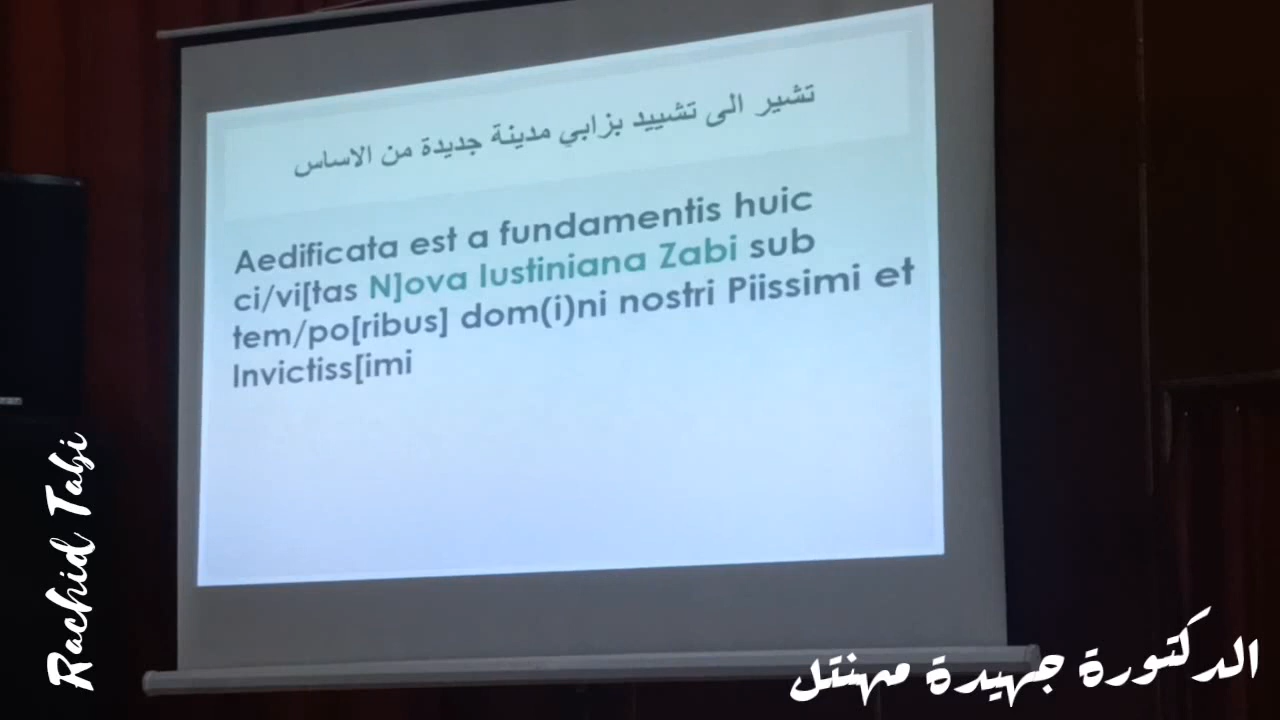 تشير الى تشييد بزابي مدينة جديدة من الاساس
Aedificata est a fundamentis huic
ci/vi[tas N]ova Iustiniana Zabi sub
tem/po[ribus] dom(i)ni nostri Piissimi et
Invictiss[imi
Rachid Tabi
الدكتورة جهيدة مهنتل